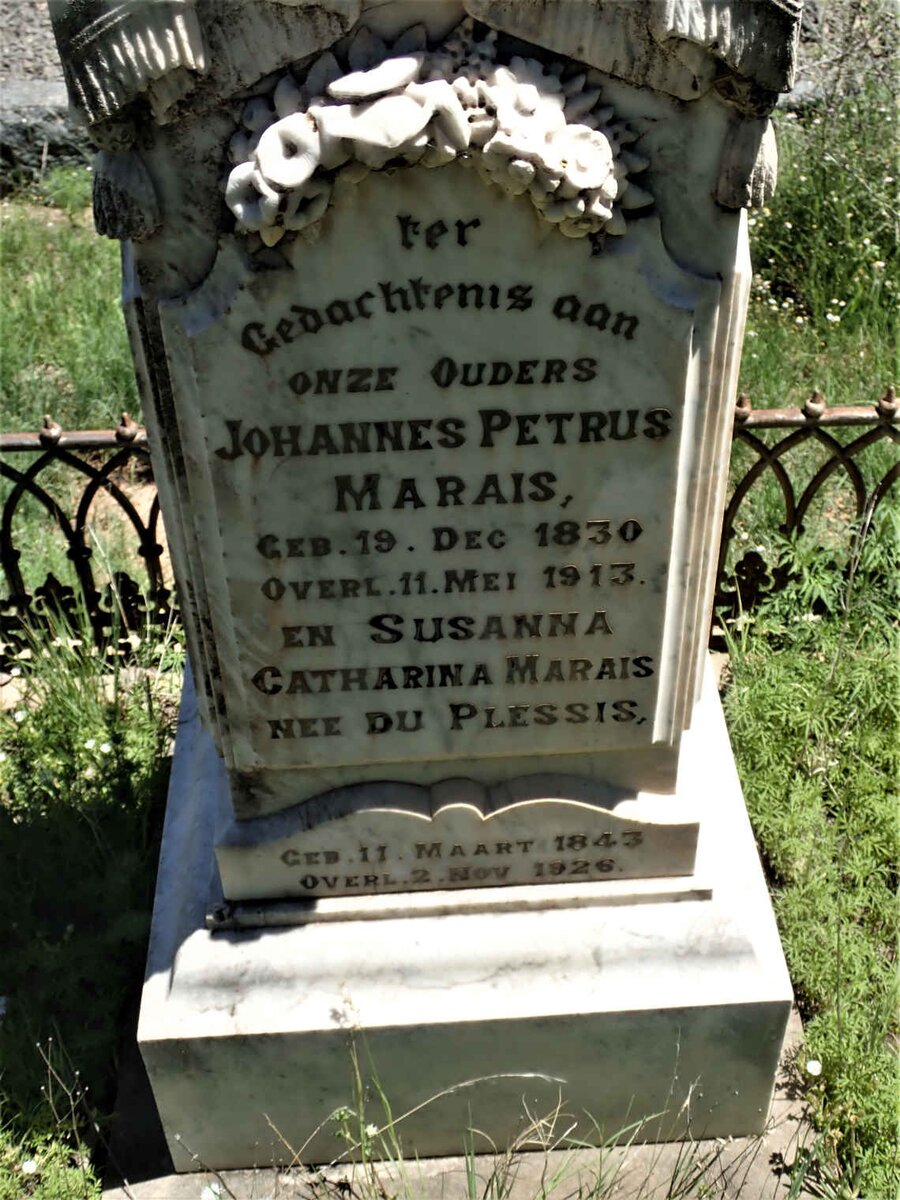 ter
Gedachtenis aan
ONZE OUDERS
JOHANNES PETRUS
MARAIS,
GEB. 19. DEC 1830
OVERL. 11. MEI 1913.
EN SUSANNA
CATHARINA MARAIS
NEE DU PLESSIS,
GEB. 11. MAART 1843
OVERL. 2. NOV 1926.